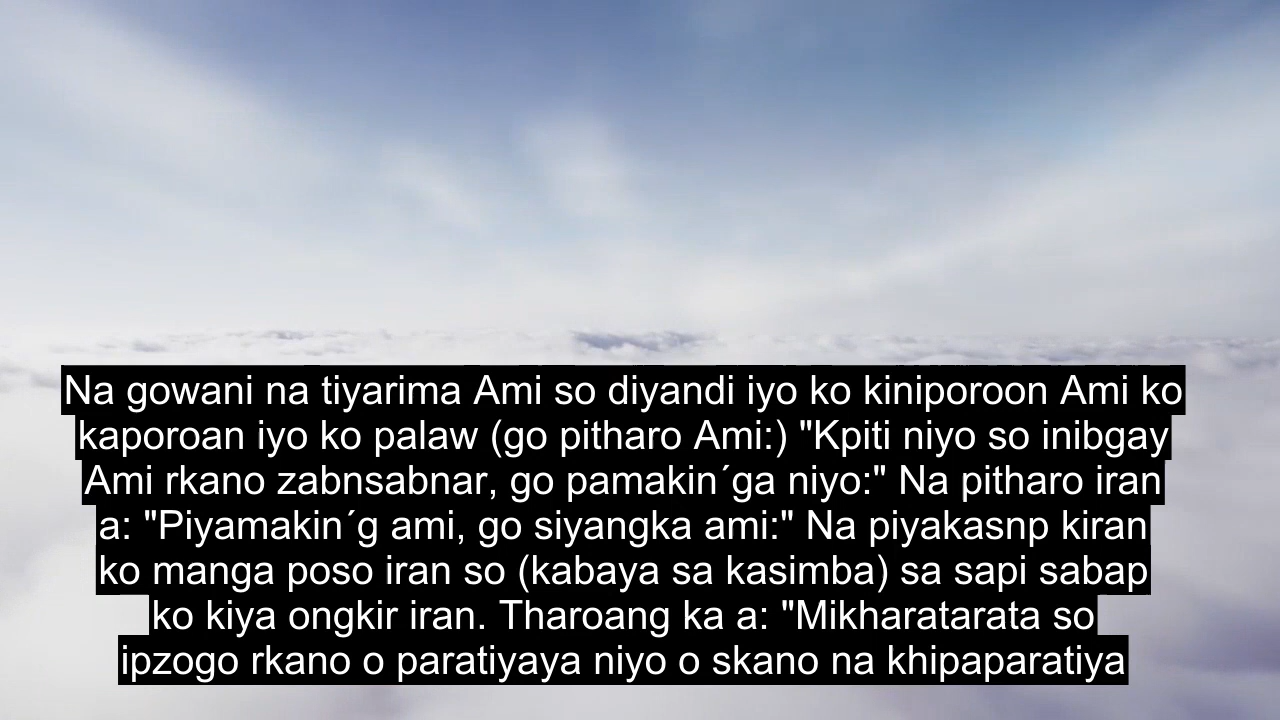 Na gowani na tiyarima Ami so diyandi iyo ko kiniporoon Ami ko
kaporoan iyo ko palaw (go pitharo Ami:) "Kpiti niyo so inibgay
Ami rkano zabnsabnar, go pamakin´ga niyo:" Na pitharo iran
a: "Piyamakin´g ami, go siyangka ami:" Na piyakasnp kiran
ko manga poso iran so (kabaya sa kasimba) sa sapi sabap
ko kiya ongkir iran. Tharoang ka a: "Mikharatarata so
ipzogo rkano o paratiyaya niyo o skano na khipaparatiya